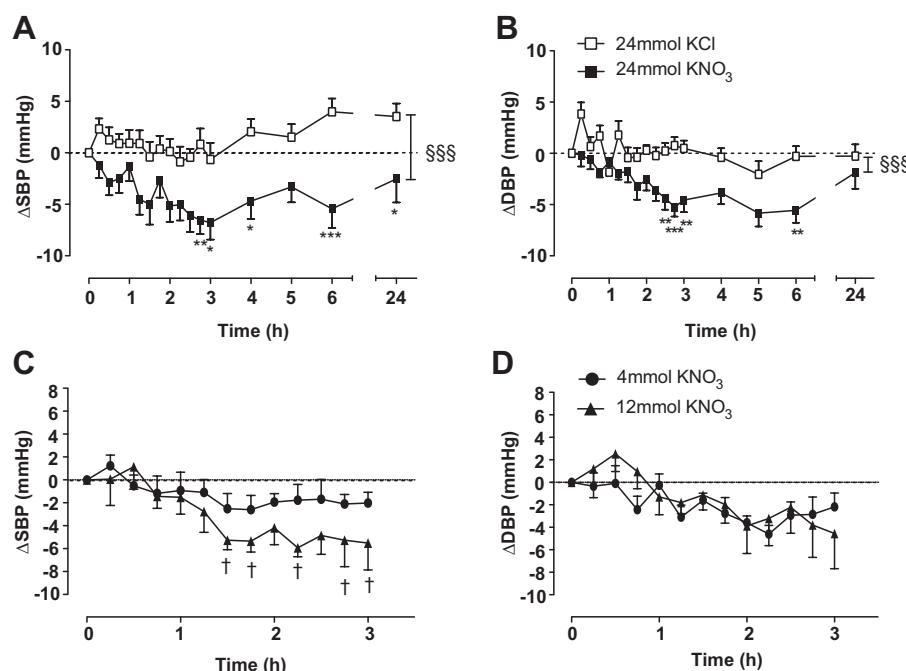 A
B
24mmol KCl
24mmol KNO₃
ΔSBP (mmHg)
10
5
0
-5
-10
§§§
** * * *** *
0 1 2 3 4 5 6 24
Time (h)
ΔDBP (mmHg)
10
5
0
-5
-10
§§§
** *** ** **
0 1 2 3 4 5 6 24
Time (h)
C
D
4mmol KNO₃
12mmol KNO₃
ΔSBP (mmHg)
8
6
4
2
0
-2
-4
-6
-8
-10
† † † † †
0 1 2 3
Time (h)
ΔDBP (mmHg)
8
6
4
2
0
-2
-4
-6
-8
-10
0 1 2 3
Time (h)